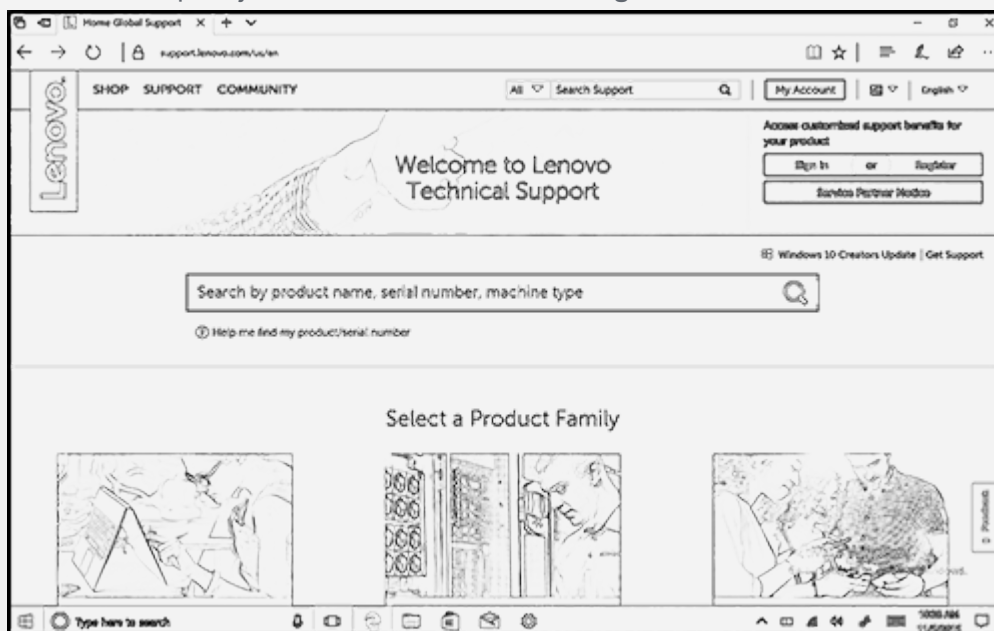 Home Global Support
support.lenovo.com/us/en
Lenovo
SHOP SUPPORT COMMUNITY
All Search Support
My Account
English
Access customized support benefits for
your product
Sign In or Register
Service Partner Notice
Welcome to Lenovo
Technical Support
Windows 10 Creators Update | Get Support
Search by product name, serial number, machine type
Help me find my product/serial number
Select a Product Family
Feedback
Type here to search